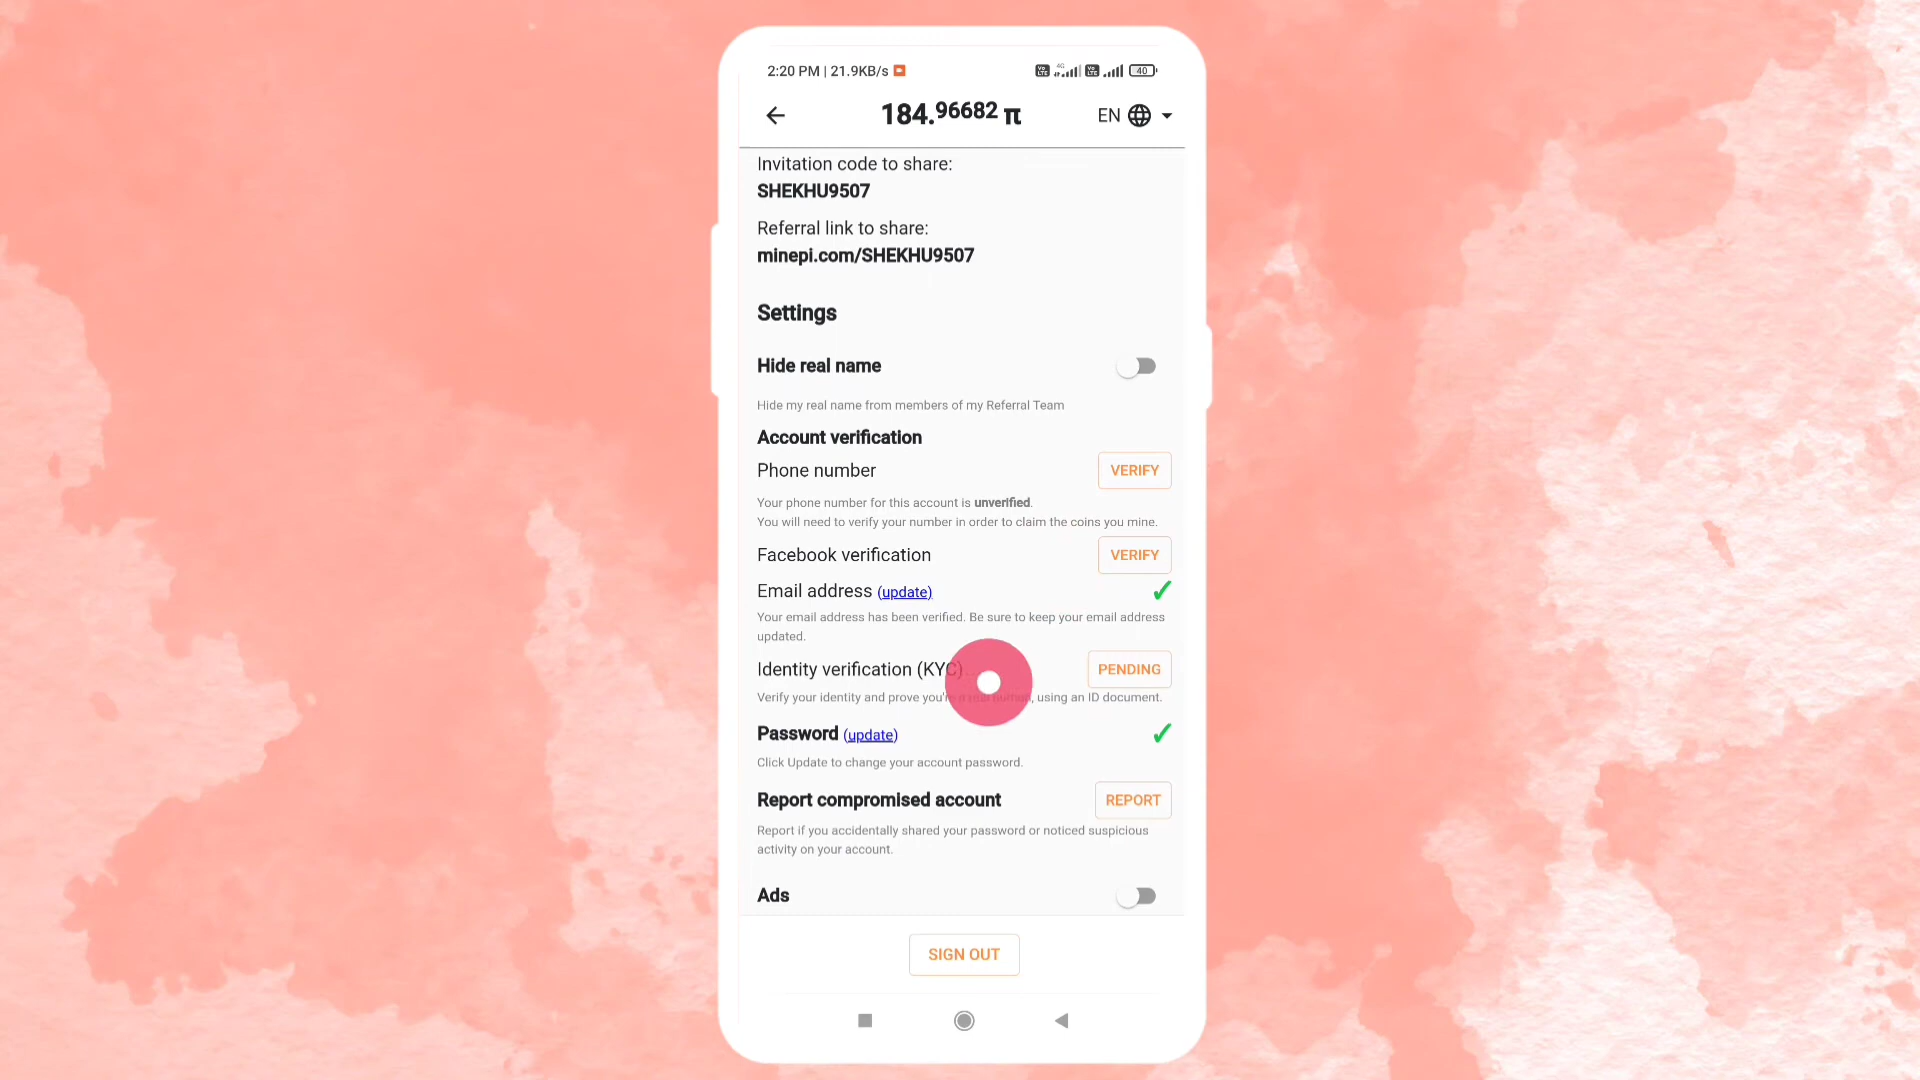 2:20 PM | 21.9KB/s
4G
40
184.96682 π
EN
Invitation code to share:
SHEKHU9507
Referral link to share:
minepi.com/SHEKHU9507
Settings
Hide real name
Hide my real name from members of my Referral Team
Account verification
Phone number
VERIFY
Your phone number for this account is unverified.
You will need to verify your number in order to claim the coins you mine.
Facebook verification
VERIFY
Email address (update)
Your email address has been verified. Be sure to keep your email address
updated.
Identity verification (KYC)
PENDING
Verify your identity and prove you're a real human, using an ID document.
Password (update)
Click Update to change your account password.
Report compromised account
REPORT
Report if you accidentally shared your password or noticed suspicious
activity on your account.
Ads
SIGN OUT